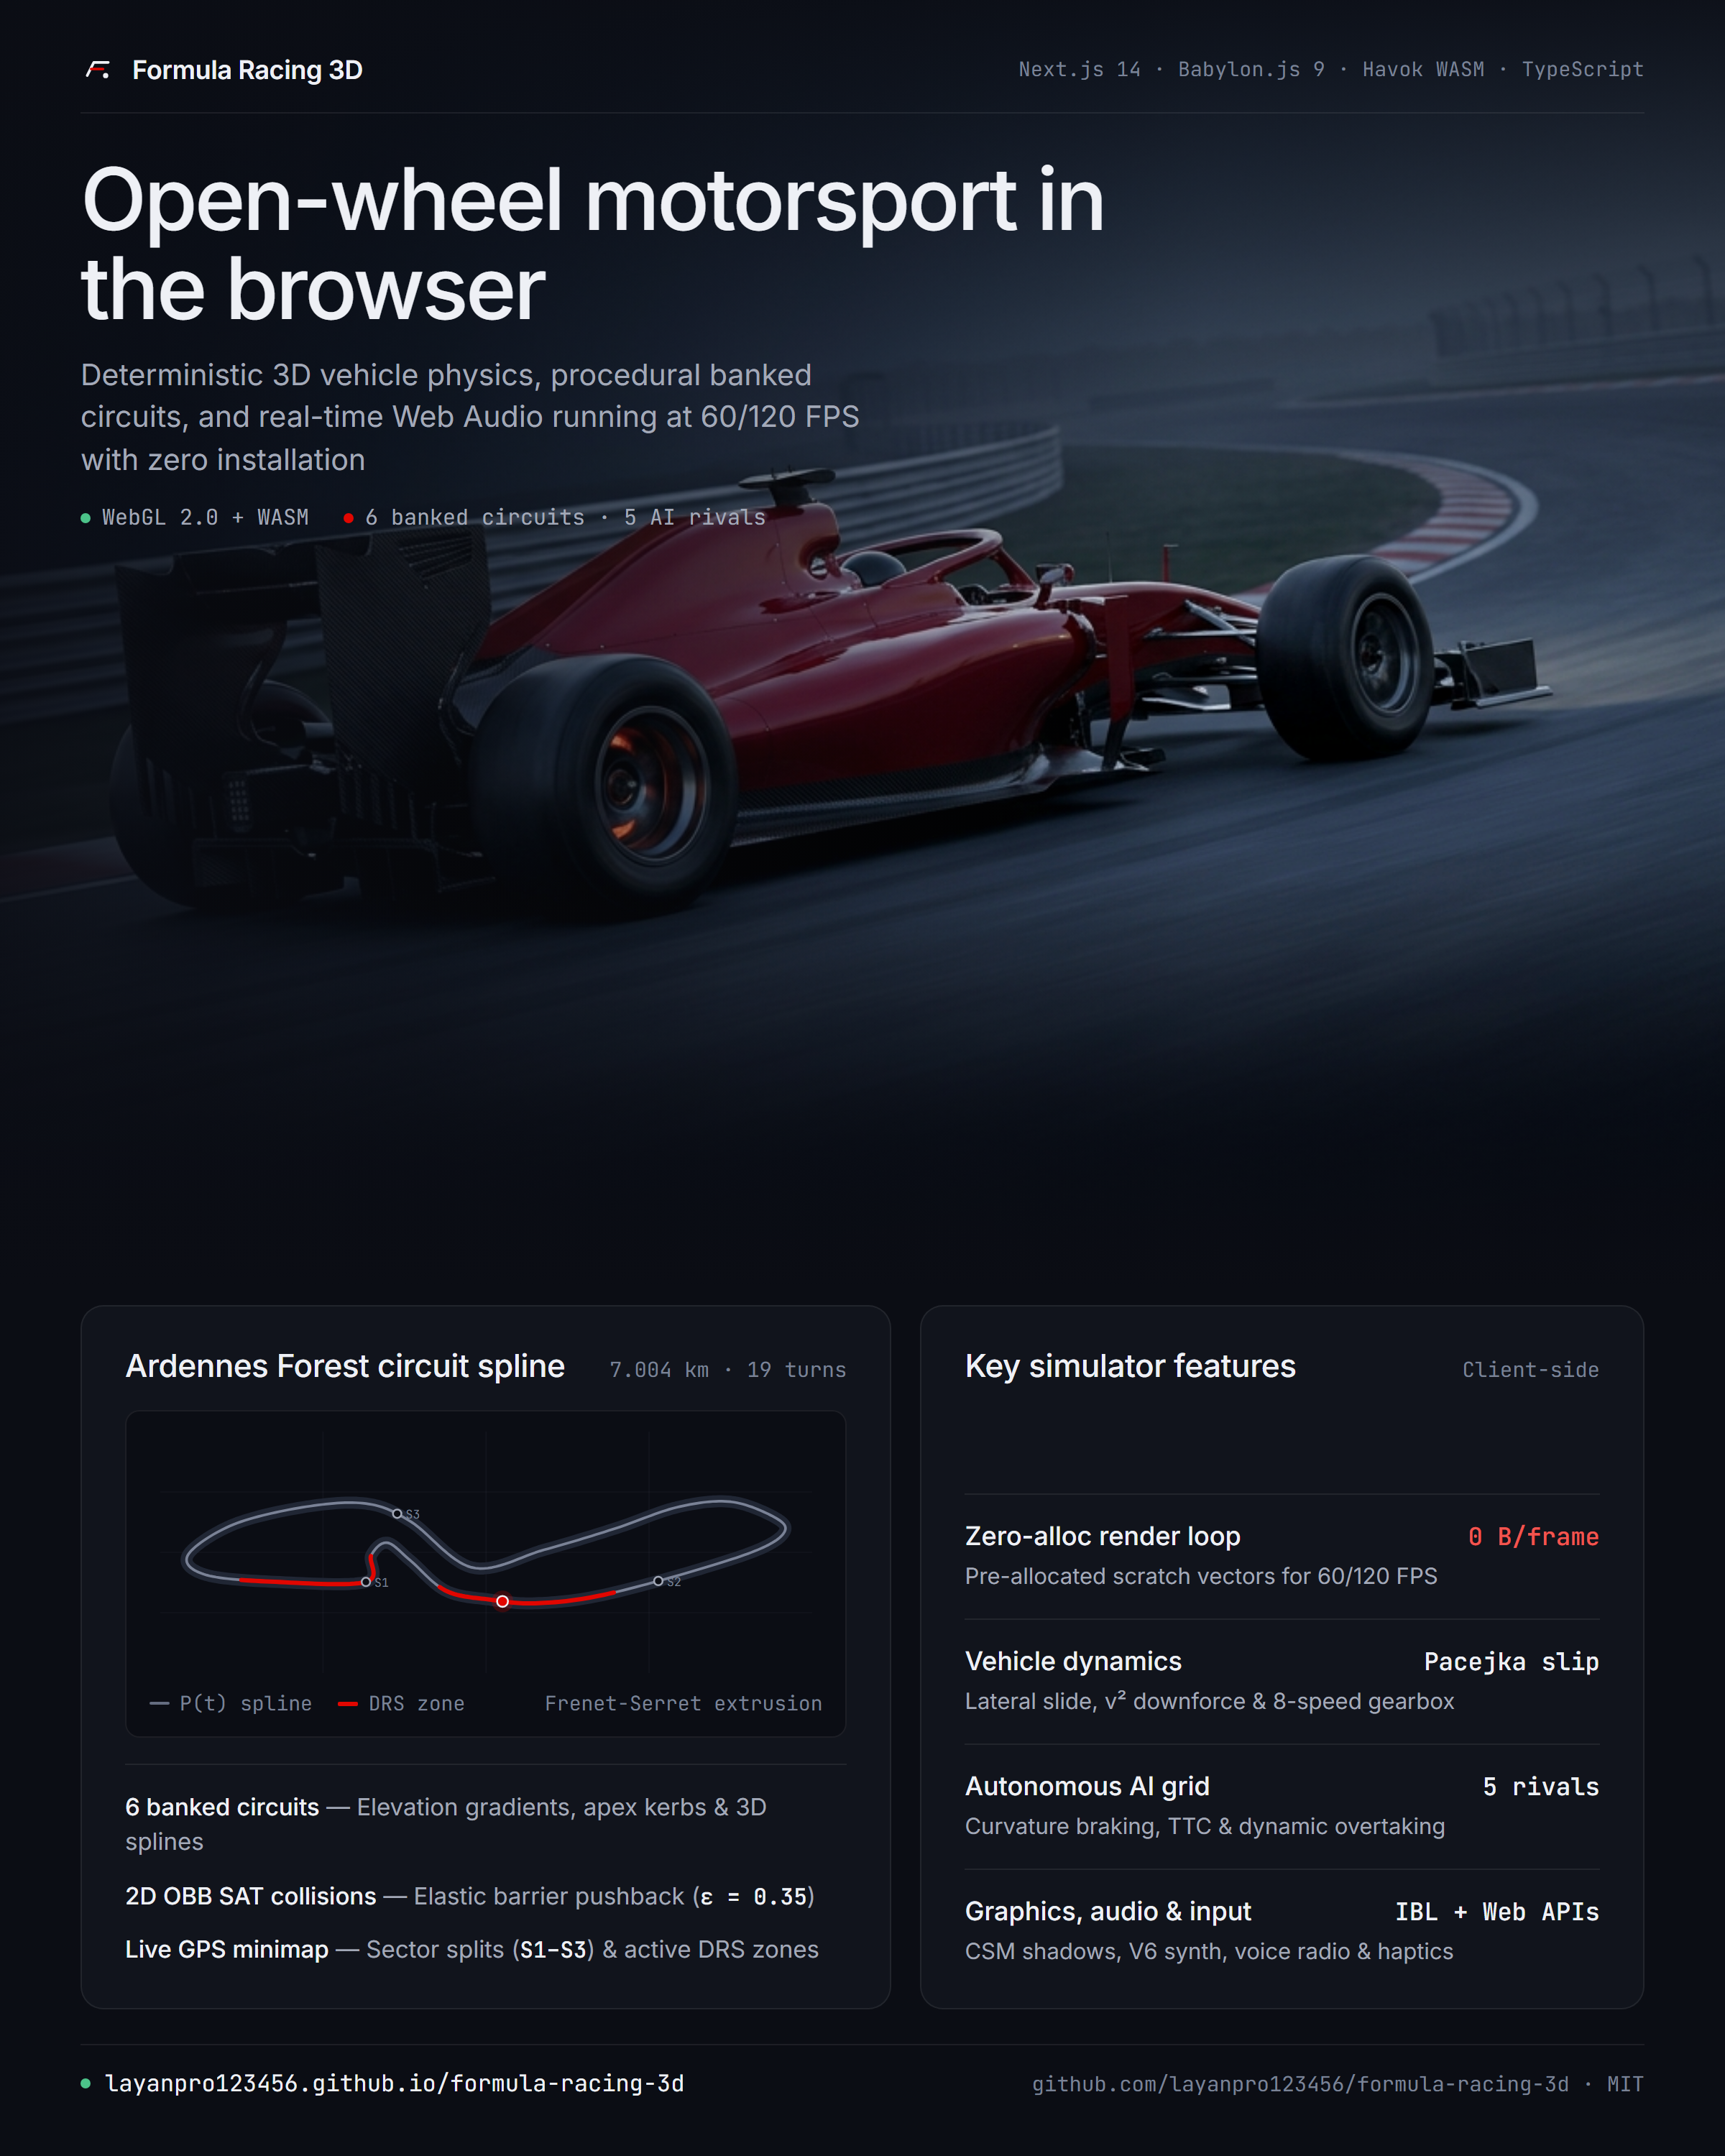 Formula Racing 3D
Next.js 14 · Babylon.js 9 · Havok WASM · TypeScript
Open-wheel motorsport in
the browser
Deterministic 3D vehicle physics, procedural banked
circuits, and real-time Web Audio running at 60/120 FPS
with zero installation
WebGL 2.0 + WASM
6 banked circuits · 5 AI rivals
Ardennes Forest circuit spline
7.004 km · 19 turns
S3
S1
S2
P(t) spline
DRS zone
Frenet-Serret extrusion
6 banked circuits — Elevation gradients, apex kerbs & 3D
splines
2D OBB SAT collisions — Elastic barrier pushback (ε = 0.35)
Live GPS minimap — Sector splits (S1–S3) & active DRS zones
Key simulator features
Client-side
Zero-alloc render loop
0 B/frame
Pre-allocated scratch vectors for 60/120 FPS
Vehicle dynamics
Pacejka slip
Lateral slide, v² downforce & 8-speed gearbox
Autonomous AI grid
5 rivals
Curvature braking, TTC & dynamic overtaking
Graphics, audio & input
IBL + Web APIs
CSM shadows, V6 synth, voice radio & haptics
layanpro123456.github.io/formula-racing-3d
github.com/layanpro123456/formula-racing-3d · MIT